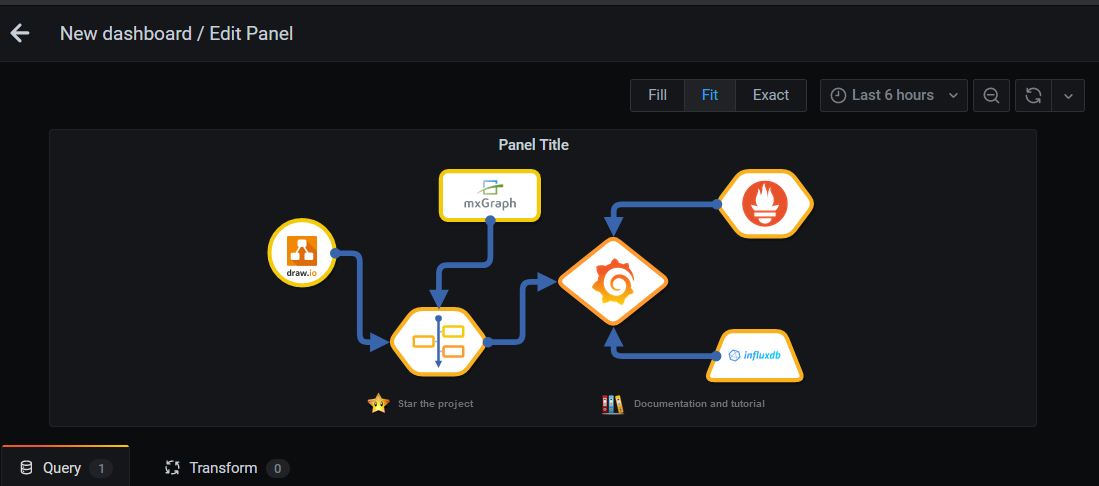 New dashboard / Edit Panel
Fill Fit Exact Last 6 hours
Panel Title
mxGraph
draw.io
influxdb
Star the project
Documentation and tutorial
Query 1 Transform 0